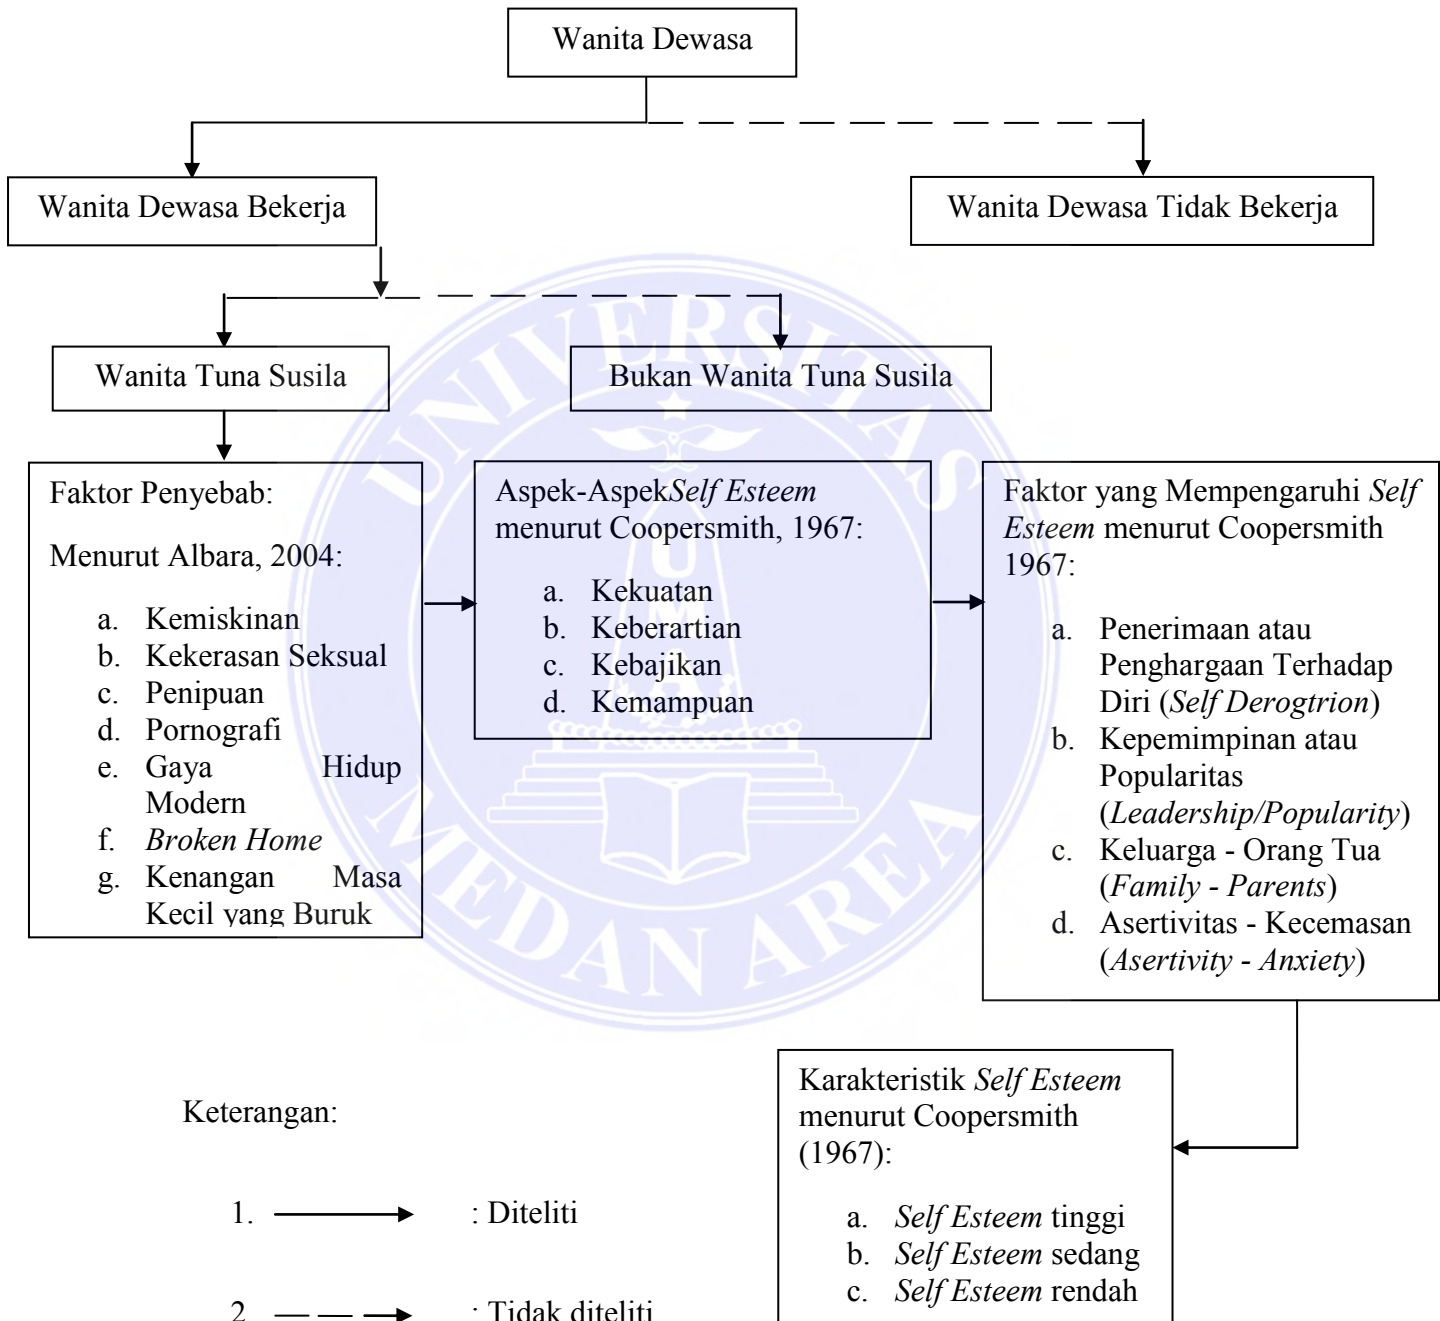 Wanita Dewasa
Wanita Dewasa Bekerja
Wanita Dewasa Tidak Bekerja
Wanita Tuna Susila
Bukan Wanita Tuna Susila
Faktor Penyebab:
Menurut Albara, 2004:
a. Kemiskinan
b. Kekerasan Seksual
c. Penipuan
d. Pornografi
e. Gaya Hidup
Modern
f. Broken Home
g. Kenangan Masa
Kecil yang Buruk
Aspek-AspekSelf Esteem
menurut Coopersmith, 1967:
a. Kekuatan
b. Keberartian
c. Kebajikan
d. Kemampuan
Faktor yang Mempengaruhi Self
Esteem menurut Coopersmith
1967:
a. Penerimaan atau
Penghargaan Terhadap
Diri (Self Derogtrion)
b. Kepemimpinan atau
Popularitas
(Leadership/Popularity)
c. Keluarga - Orang Tua
(Family - Parents)
d. Asertivitas - Kecemasan
(Asertivity - Anxiety)
Karakteristik Self Esteem
menurut Coopersmith
(1967):
a. Self Esteem tinggi
b. Self Esteem sedang
c. Self Esteem rendah
Keterangan:
1. : Diteliti
2 : Tidak diteliti
UNIVERSITAS
UMA
MEDAN AREA